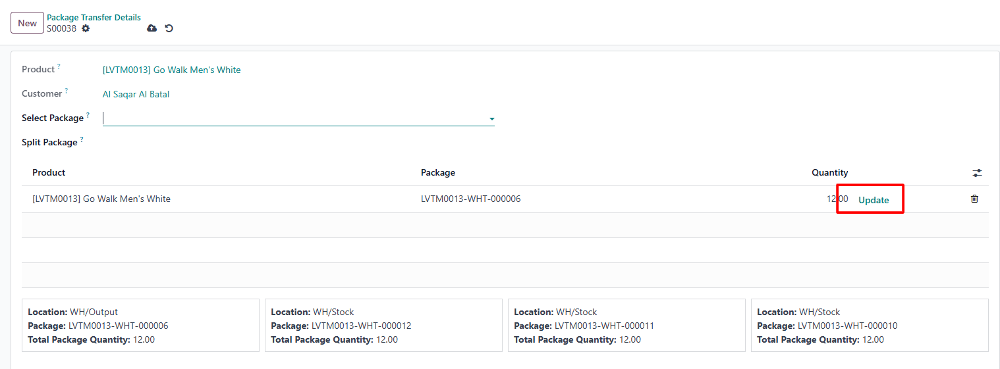 New
Package Transfer Details
S00038
Product ?
[LVTM0013] Go Walk Men's White
Customer ?
Al Saqar Al Batal
Select Package ?
Split Package ?
Product Package Quantity
[LVTM0013] Go Walk Men's White LVTM0013-WHT-000006 12.00 Update
Location: WH/Output
Package: LVTM0013-WHT-000006
Total Package Quantity: 12.00
Location: WH/Stock
Package: LVTM0013-WHT-000012
Total Package Quantity: 12.00
Location: WH/Stock
Package: LVTM0013-WHT-000011
Total Package Quantity: 12.00
Location: WH/Stock
Package: LVTM0013-WHT-000010
Total Package Quantity: 12.00